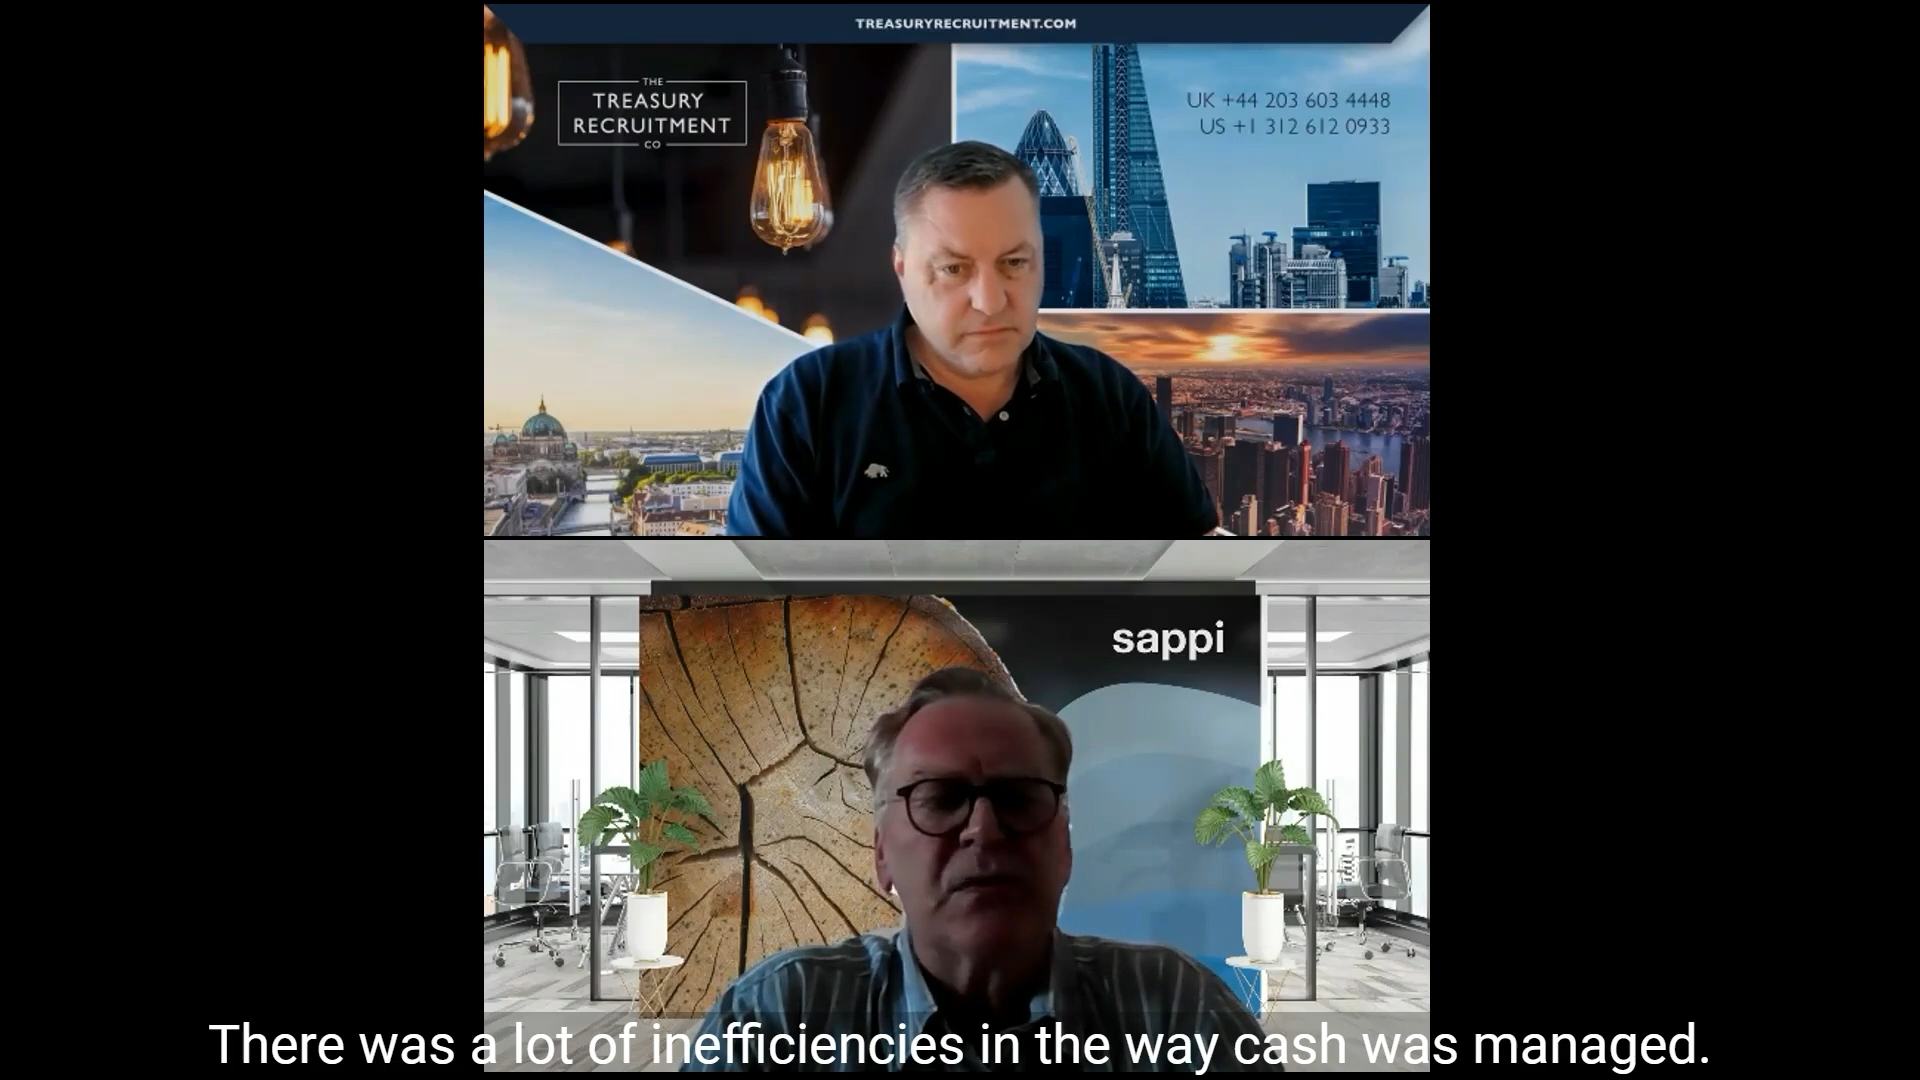 TREASURYRECRUITMENT.COM
THE
TREASURY
RECRUITMENT
CO
UK +44 203 603 4448
US +1 312 612 0933
sappi
There was a lot of inefficiencies in the way cash was managed.